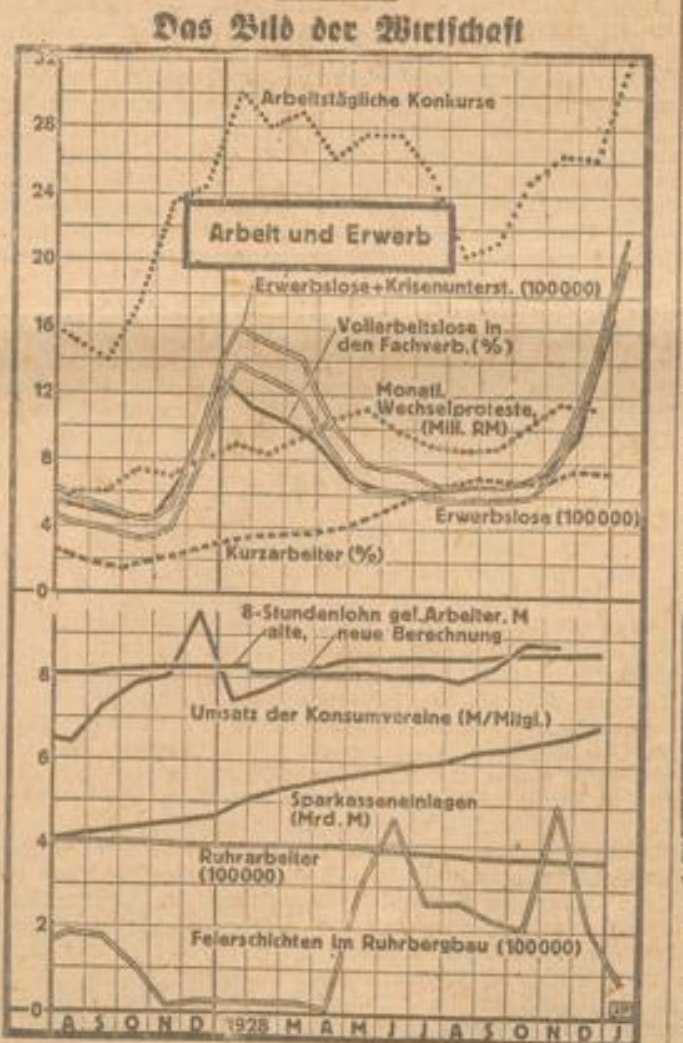 Das Bild der Wirtschaft
32
28
24
20
16
12
8
4
0
Arbeitstägliche Konkurse
Arbeit und Erwerb
Erwerbslose+Krisenunterst. (100000)
Vollarbeitslose in
den Fachverb. (%)
Monatl.
Wechselproteste
(Mill. RM)
Erwerbslose (100000)
Kurzarbeiter (%)
8-Stundenlohn gel. Arbeiter. M
alte, neue Berechnung
8
Umsatz der Konsumvereine (M/Mitgl.)
6
Sparkasseneinlagen
(Mrd. M)
4
Ruhrarbeiter
(100000)
2
Feierschichten im Ruhrbergbau (100000)
0
A S O N D 1928 M A M J J A S O N D J